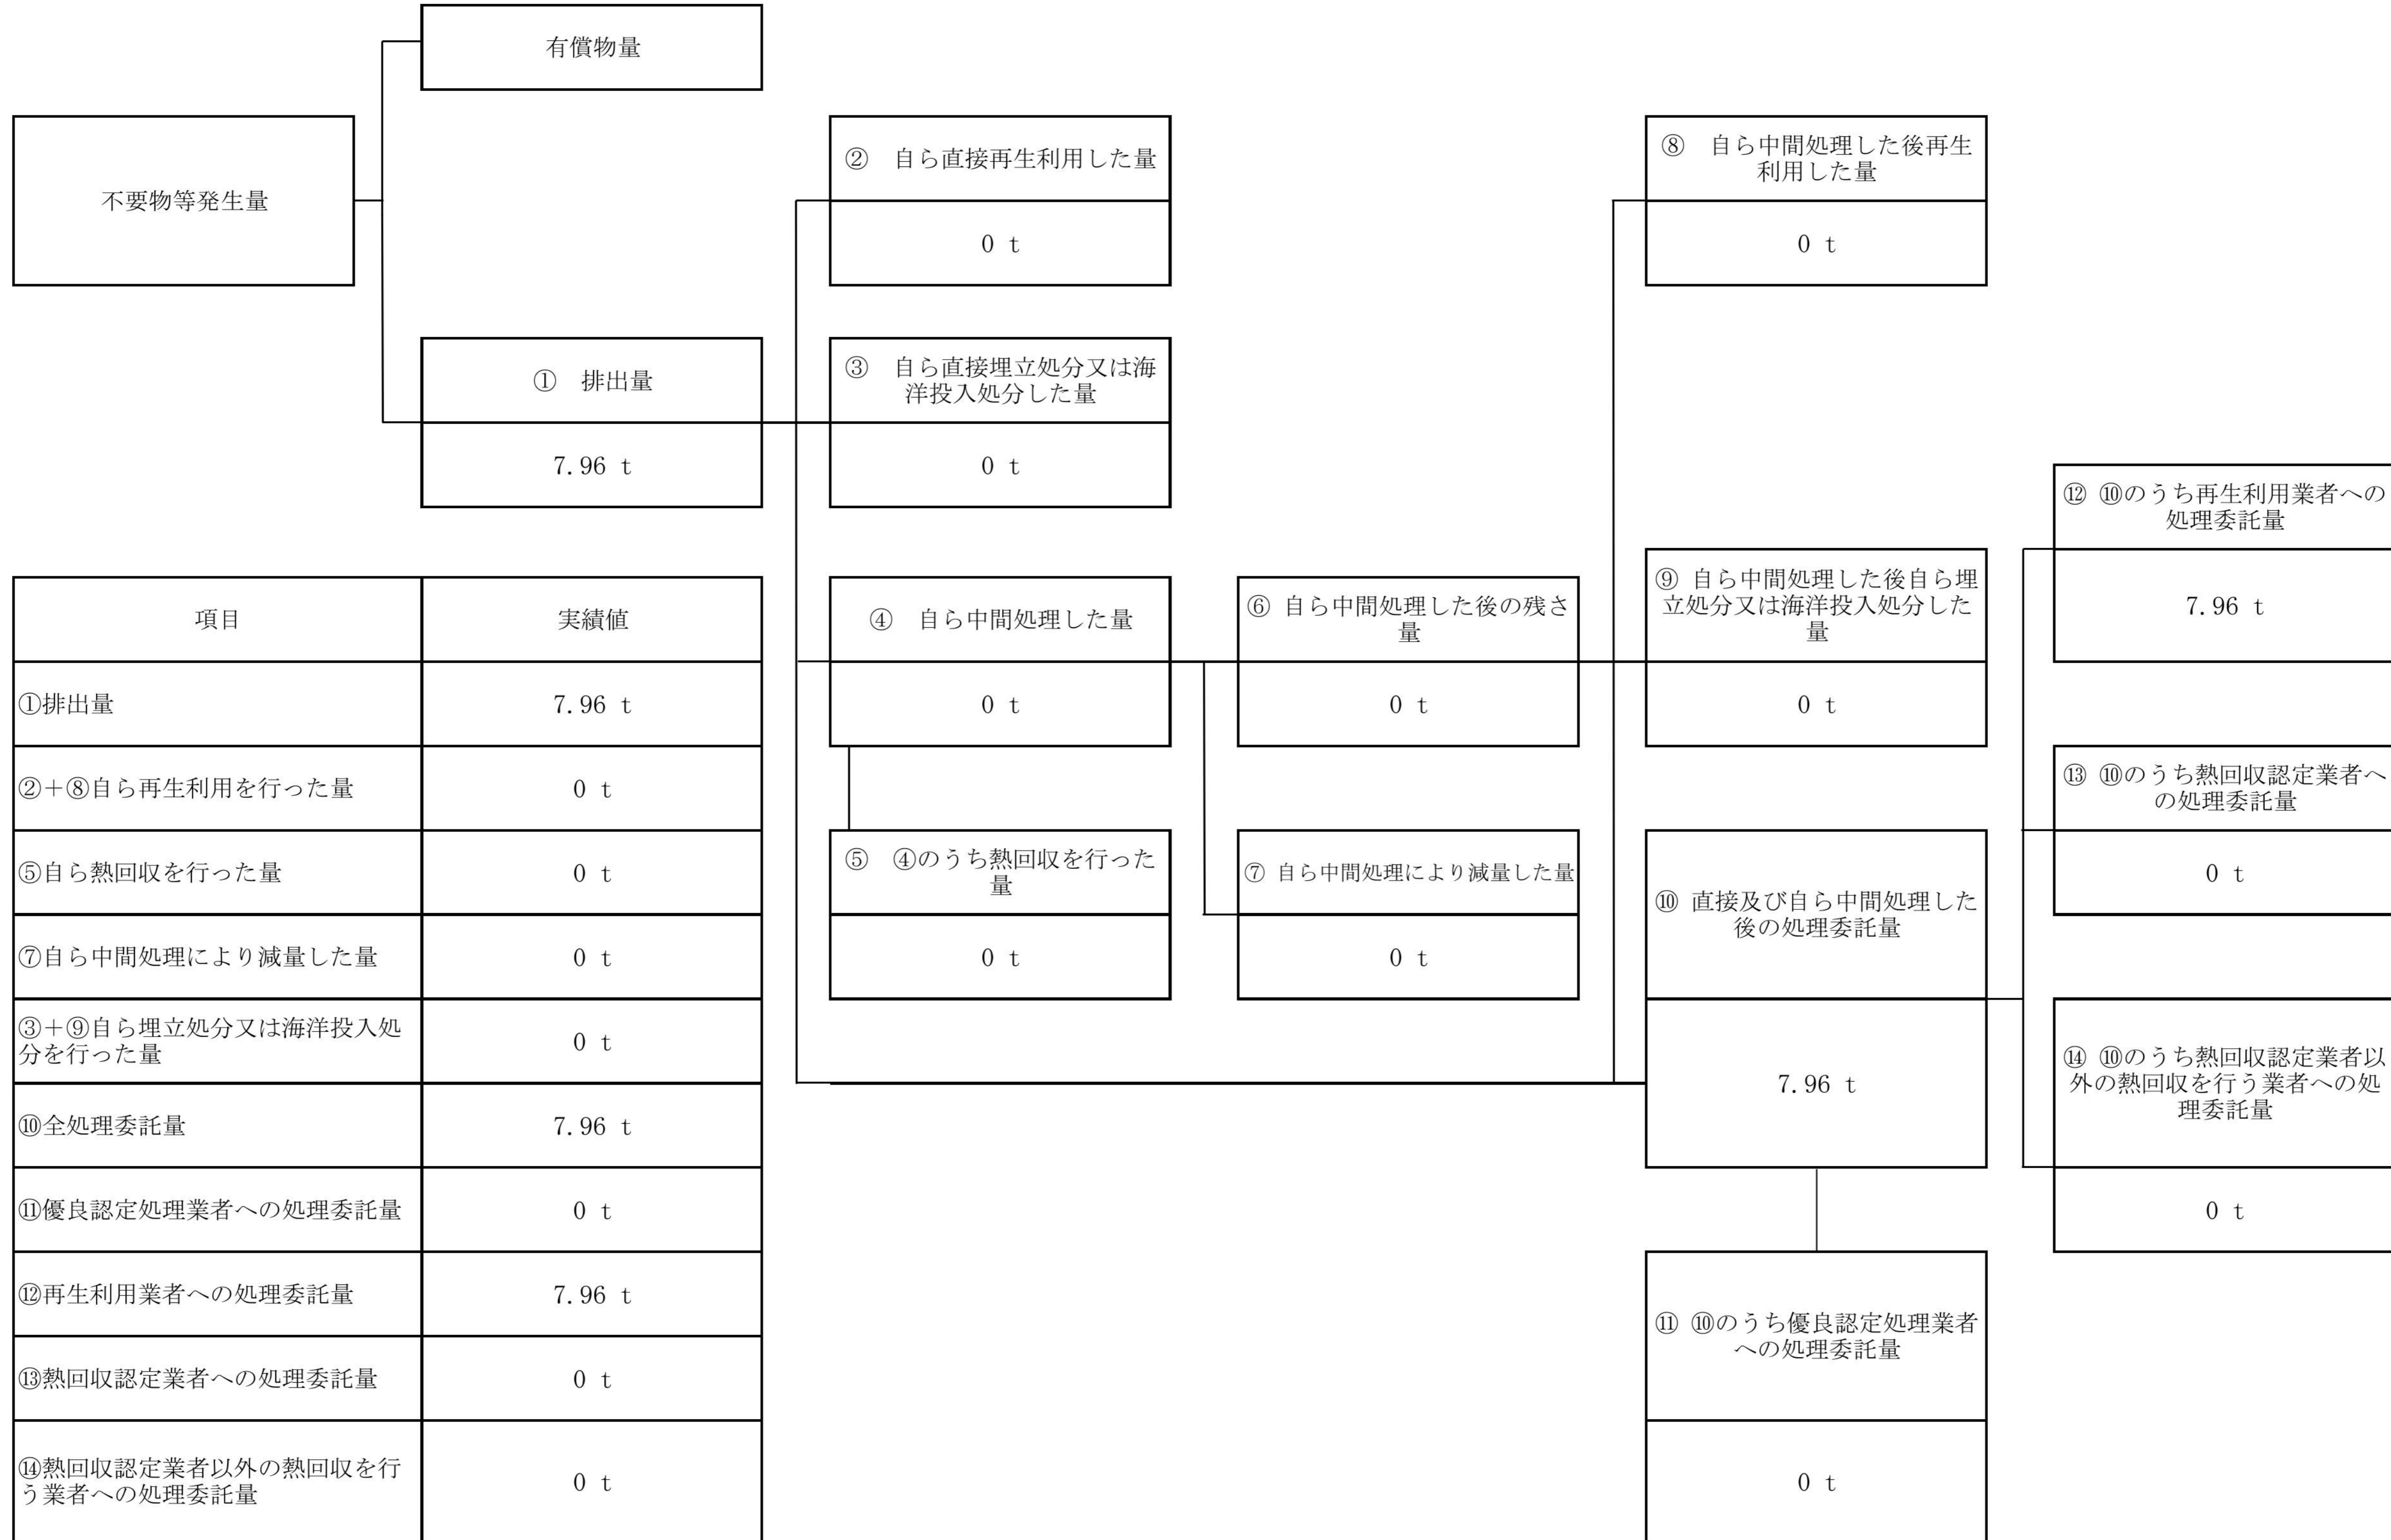 有償物量
不要物等発生量
② 自ら直接再生利用した量
0 t
⑧ 自ら中間処理した後再生
利用した量
0 t
① 排出量
7.96 t
③ 自ら直接埋立処分又は海
洋投入処分した量
0 t
⑫ ⑩のうち再生利用業者への
処理委託量
7.96 t
④ 自ら中間処理した量
0 t
⑥ 自ら中間処理した後の残さ
量
0 t
⑨ 自ら中間処理した後自ら埋
立処分又は海洋投入処分した
量
0 t
⑬ ⑩のうち熱回収認定業者へ
の処理委託量
0 t
⑤ ④のうち熱回収を行った
量
0 t
⑦ 自ら中間処理により減量した量
0 t
⑩ 直接及び自ら中間処理した
後の処理委託量
7.96 t
⑭ ⑩のうち熱回収認定業者以
外の熱回収を行う業者への処
理委託量
0 t
⑪ ⑩のうち優良認定処理業者
への処理委託量
0 t
項目 実績値
①排出量 7.96 t
②＋⑧自ら再生利用を行った量 0 t
⑤自ら熱回収を行った量 0 t
⑦自ら中間処理により減量した量 0 t
③＋⑨自ら埋立処分又は海洋投入処
分を行った量 0 t
⑩全処理委託量 7.96 t
⑪優良認定処理業者への処理委託量 0 t
⑫再生利用業者への処理委託量 7.96 t
⑬熱回収認定業者への処理委託量 0 t
⑭熱回収認定業者以外の熱回収を行
う業者への処理委託量 0 t